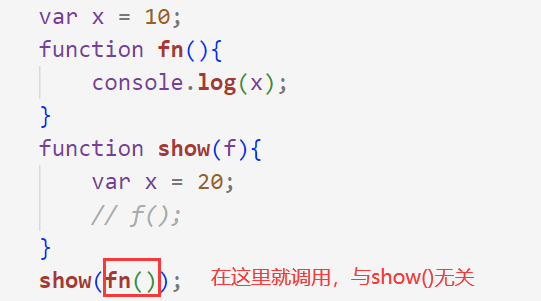 var x = 10;
function fn(){
console.log(x);
}
function show(f){
var x = 20;
// f();
}
show(fn()); 在这里就调用，与show()无关